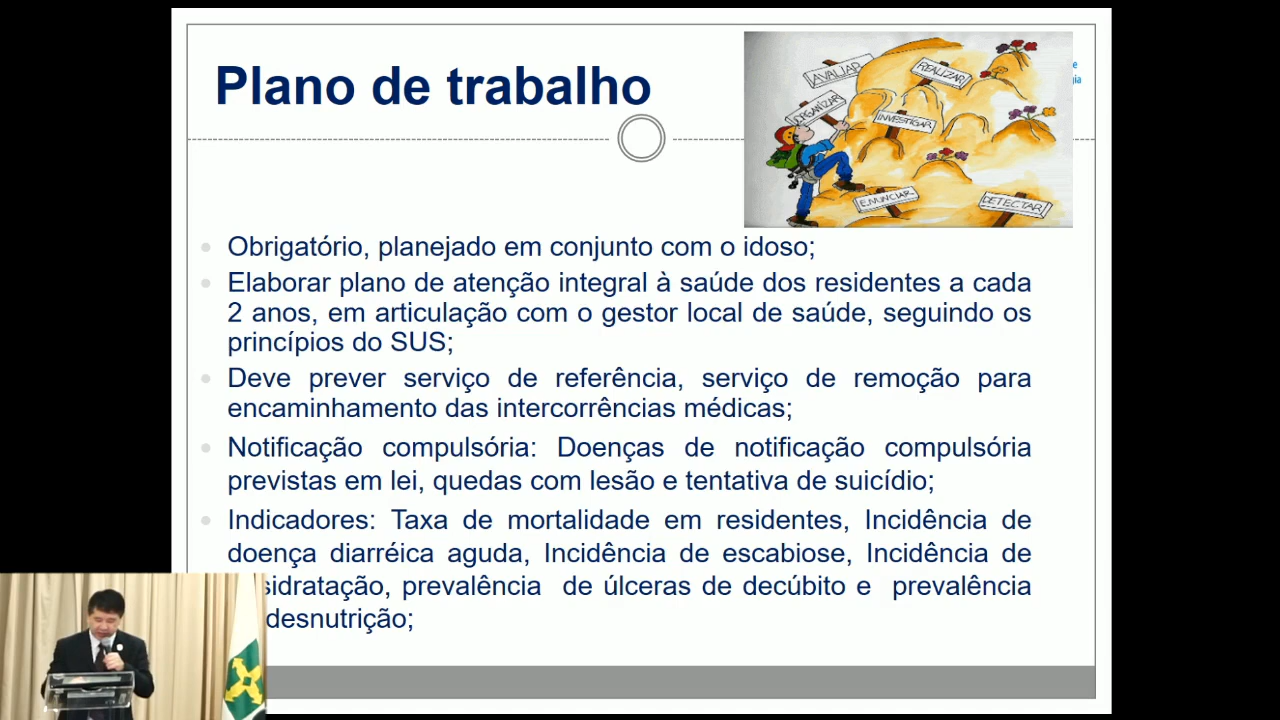 Plano de trabalho
AVALIAR
REALIZAR
ORGANIZAR
INVESTIGAR
ENUNCIAR
DETECTAR
e
gia
Obrigatório, planejado em conjunto com o idoso;
Elaborar plano de atenção integral à saúde dos residentes a cada
2 anos, em articulação com o gestor local de saúde, seguindo os
princípios do SUS;
Deve prever serviço de referência, serviço de remoção para
encaminhamento das intercorrências médicas;
Notificação compulsória: Doenças de notificação compulsória
previstas em lei, quedas com lesão e tentativa de suicídio;
Indicadores: Taxa de mortalidade em residentes, Incidência de
doença diarréica aguda, Incidência de escabiose, Incidência de
sidratação, prevalência de úlceras de decúbito e prevalência
desnutrição;